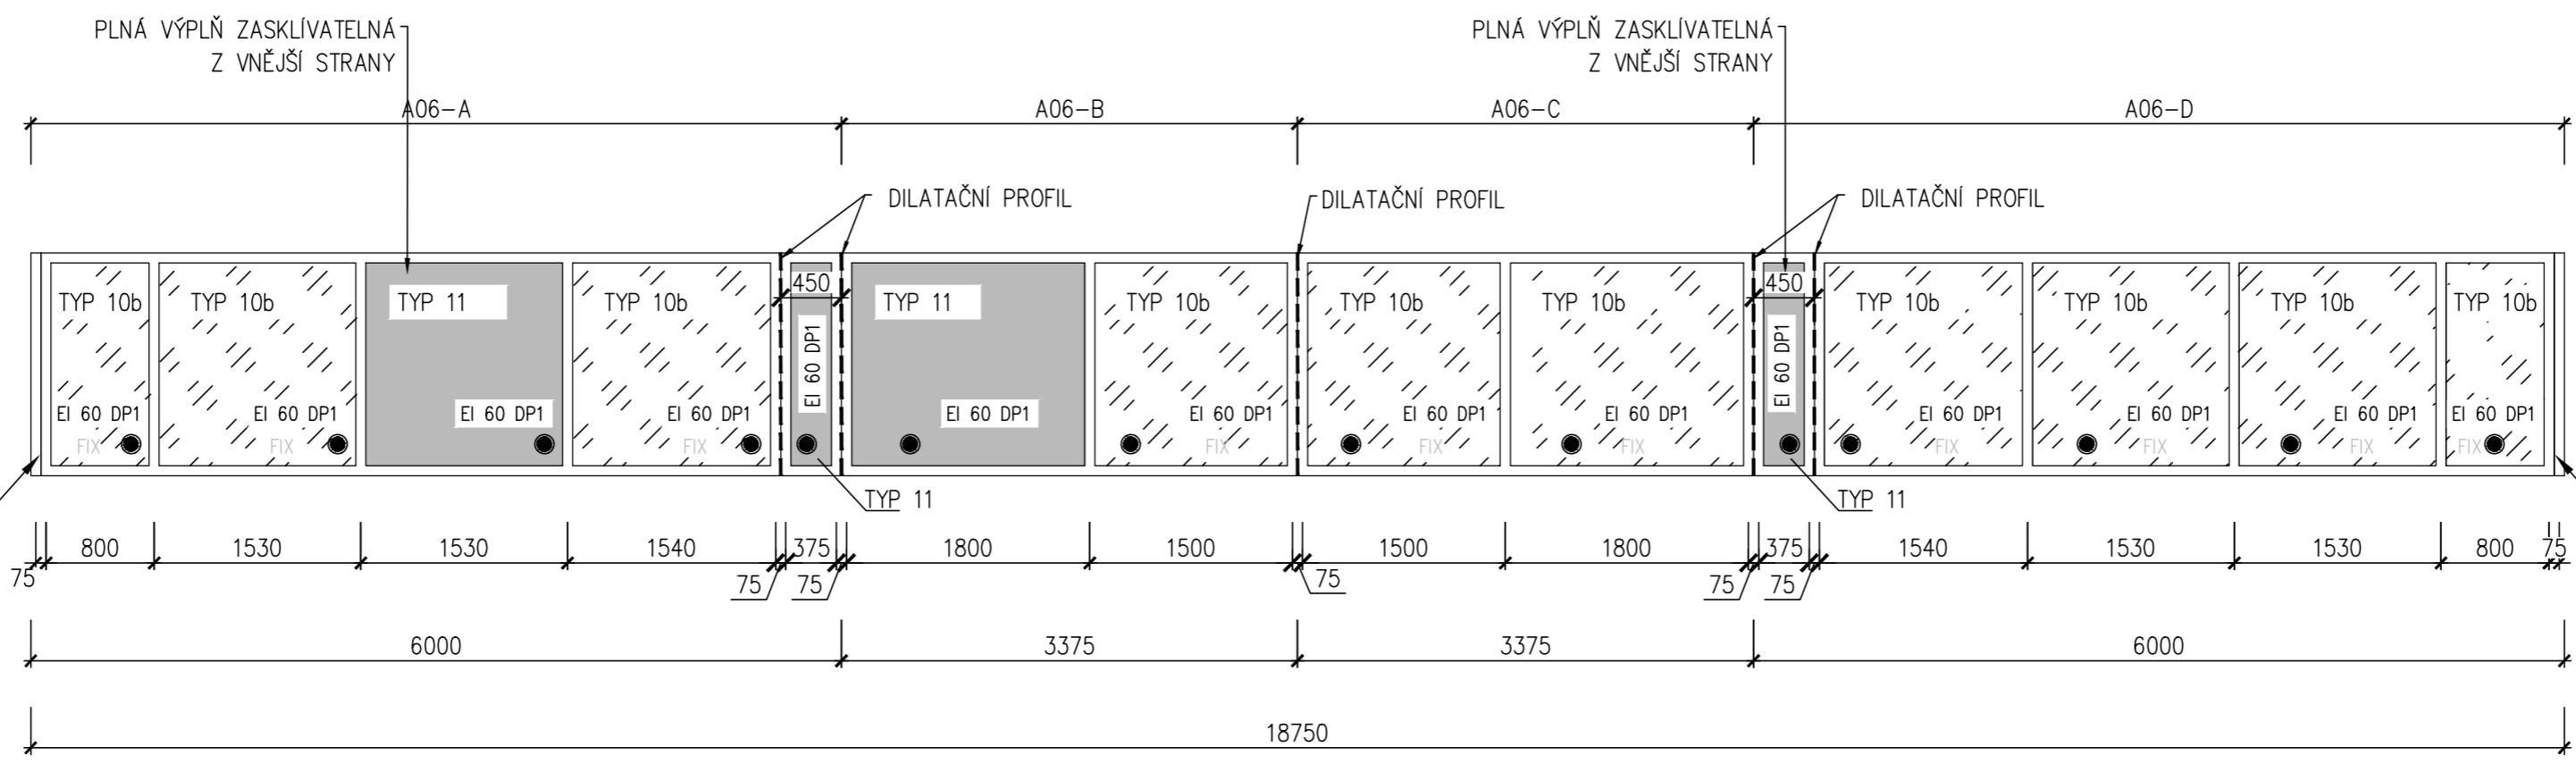 PLNÁ VÝPLŇ ZASKLÍVATELNÁ
Z VNĚJŠÍ STRANY
PLNÁ VÝPLŇ ZASKLÍVATELNÁ
Z VNĚJŠÍ STRANY
A06-A
A06-B
A06-C
A06-D
DILATAČNÍ PROFIL
DILATAČNÍ PROFIL
DILATAČNÍ PROFIL
450
450
TYP 10b
TYP 10b
TYP 11
TYP 10b
TYP 11
TYP 10b
TYP 10b
TYP 10b
TYP 10b
TYP 10b
TYP 10b
TYP 10b
EI 60 DP1
EI 60 DP1
EI 60 DP1
EI 60 DP1
EI 60 DP1
EI 60 DP1
EI 60 DP1
EI 60 DP1
EI 60 DP1
EI 60 DP1
EI 60 DP1
EI 60 DP1
EI 60 DP1
EI 60 DP1
FIX
FIX
FIX
FIX
FIX
FIX
FIX
FIX
FIX
FIX
TYP 11
TYP 11
800
1530
1530
1540
375
1800
1500
1500
1800
375
1540
1530
1530
800
75
75
75
75
75
75
75
6000
3375
3375
6000
18750